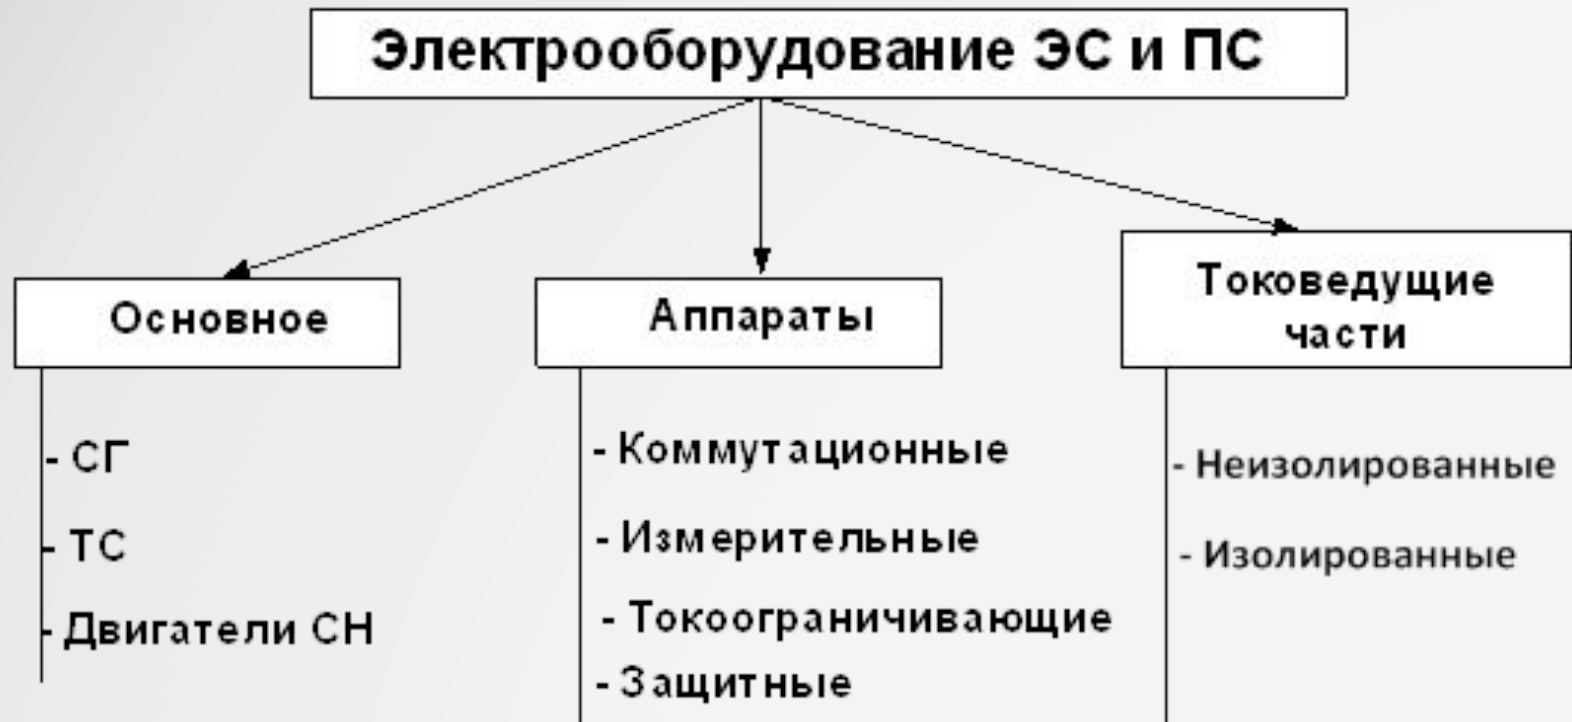 Электрооборудование ЭС и ПС
Основное
- СГ
- ТС
- Двигатели СН
Аппараты
- Коммутационные
- Измерительные
- Токоограничивающие
- Защитные
Токоведущие
части
- Неизолированные
- Изолированные